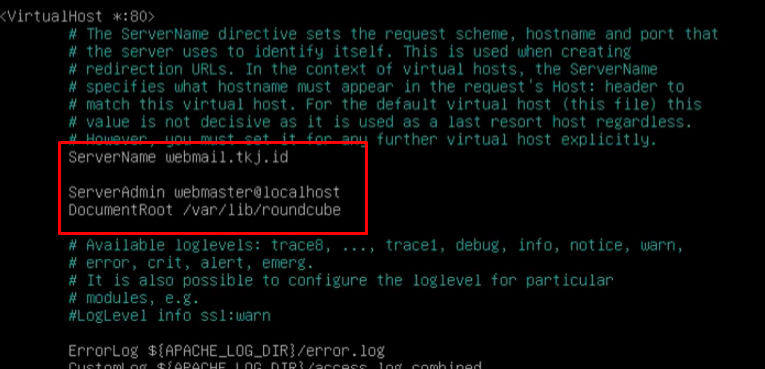 <VirtualHost *:80>
# The ServerName directive sets the request scheme, hostname and port that
# the server uses to identify itself. This is used when creating
# redirection URLs. In the context of virtual hosts, the ServerName
# specifies what hostname must appear in the request's Host: header to
# match this virtual host. For the default virtual host (this file) this
# value is not decisive as it is used as a last resort host regardless.
# However, you must set it for any further virtual host explicitly.
ServerName webmail.tkj.id
ServerAdmin webmaster@localhost
DocumentRoot /var/lib/roundcube
# Available loglevels: trace8, ..., trace1, debug, info, notice, warn,
# error, crit, alert, emerg.
# It is also possible to configure the loglevel for particular
# modules, e.g.
#LogLevel info ssl:warn
ErrorLog ${APACHE_LOG_DIR}/error.log
CustomLog ${APACHE_LOG_DIR}/access.log combined